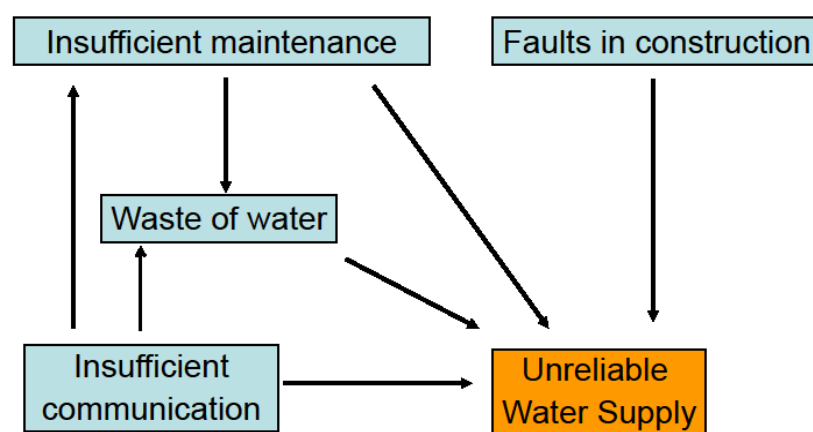 Insufficient maintenance
Faults in construction
Waste of water
Insufficient
communication
Unreliable
Water Supply